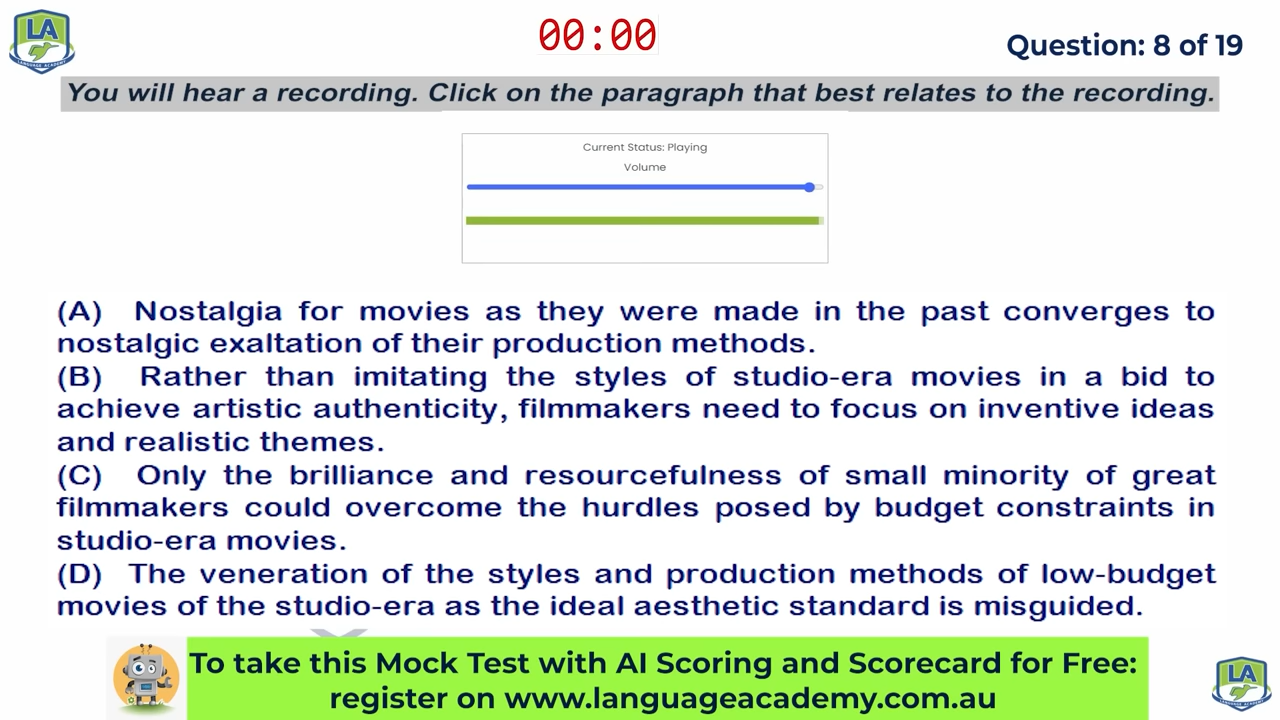 LA
LANGUAGE ACADEMY
00:00
Question: 8 of 19
You will hear a recording. Click on the paragraph that best relates to the recording.
Current Status: Playing
Volume
(A) Nostalgia for movies as they were made in the past converges to
nostalgic exaltation of their production methods.
(B) Rather than imitating the styles of studio-era movies in a bid to
achieve artistic authenticity, filmmakers need to focus on inventive ideas
and realistic themes.
(C) Only the brilliance and resourcefulness of small minority of great
filmmakers could overcome the hurdles posed by budget constraints in
studio-era movies.
(D) The veneration of the styles and production methods of low-budget
movies of the studio-era as the ideal aesthetic standard is misguided.
To take this Mock Test with AI Scoring and Scorecard for Free:
register on www.languageacademy.com.au
LA
LANGUAGE ACADEMY